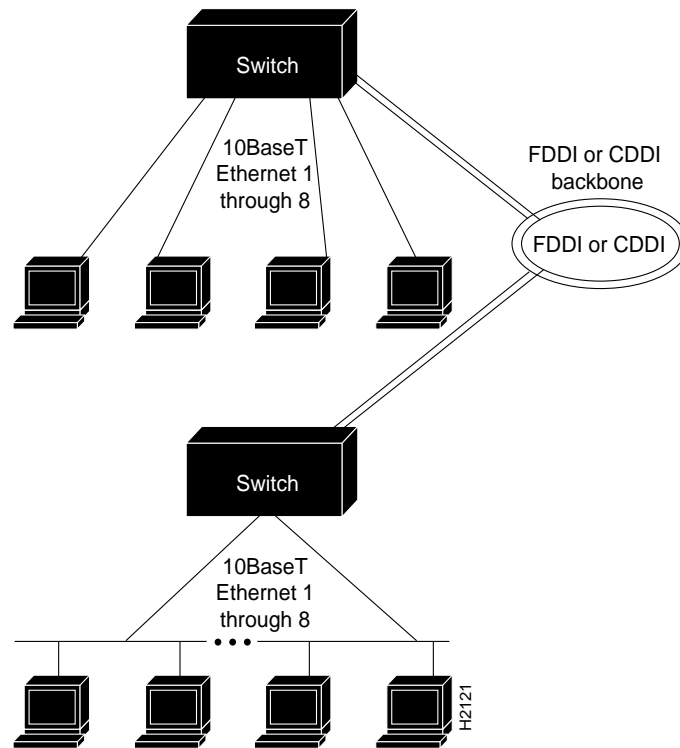 Switch
10BaseT
Ethernet 1
through 8
FDDI or CDDI
backbone
FDDI or CDDI
Switch
10BaseT
Ethernet 1
through 8
H2121